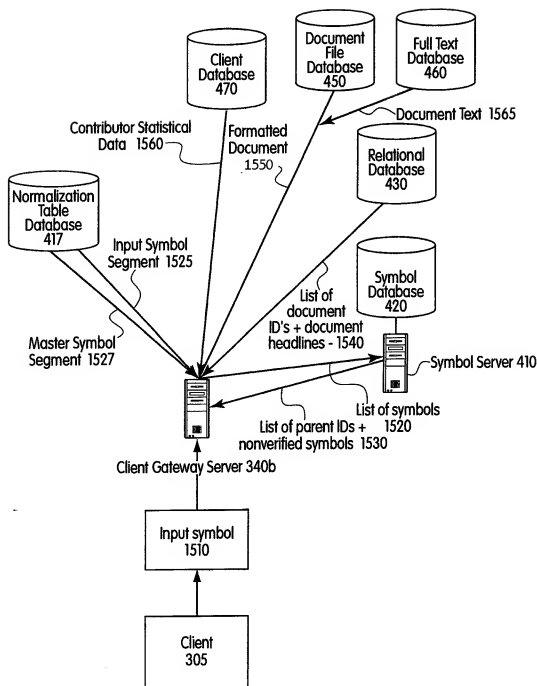 Client
Database
470
Document
File
Database
450
Full Text
Database
460
Document Text 1565
Contributor Statistical
Data 1560
Formatted
Document
1550
Relational
Database
430
Normalization
Table
Database
417
Input Symbol
Segment 1525
Symbol
Database
420
List of
document
ID's + document
headlines - 1540
Master Symbol
Segment 1527
Symbol Server 410
List of symbols
1520
List of parent IDs +
nonverified symbols 1530
Client Gateway Server 340b
Input symbol
1510
Client
305